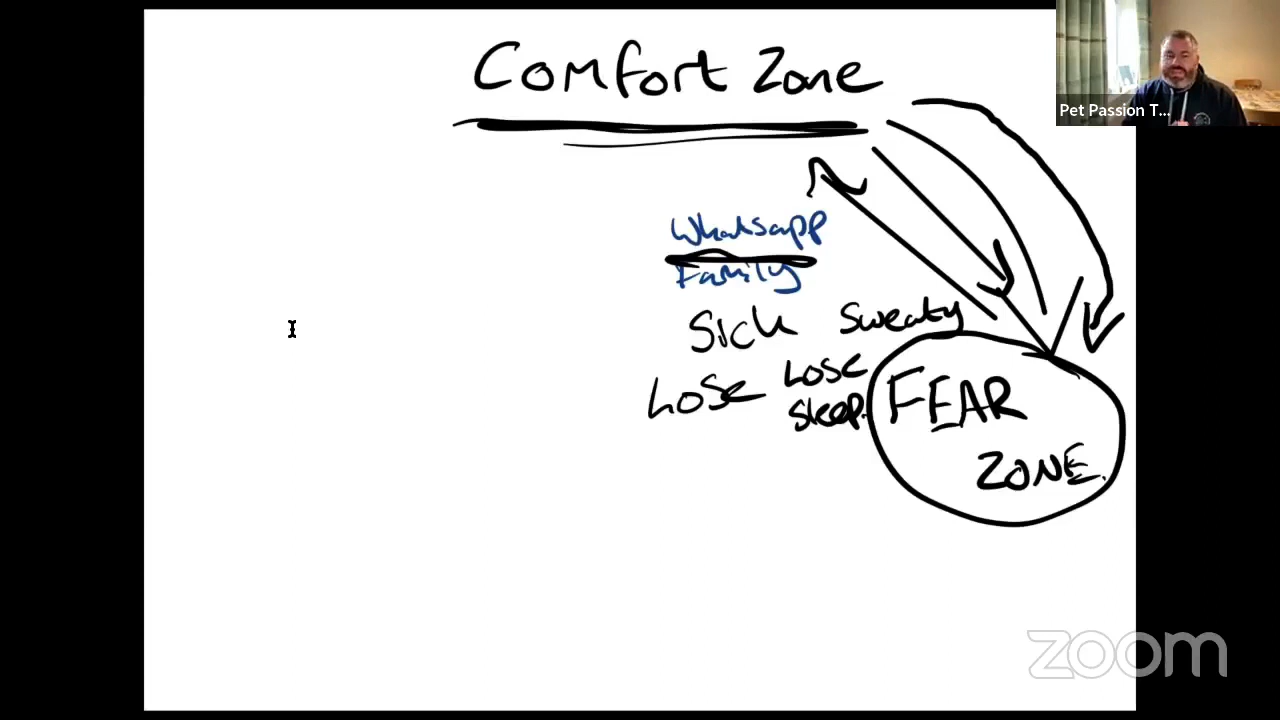 Comfort Zone
Pet Passion T...
Whatsapp
Family
Sick Sweaty
Lose Lose
sleep.
FEAR
ZONE.
zoom